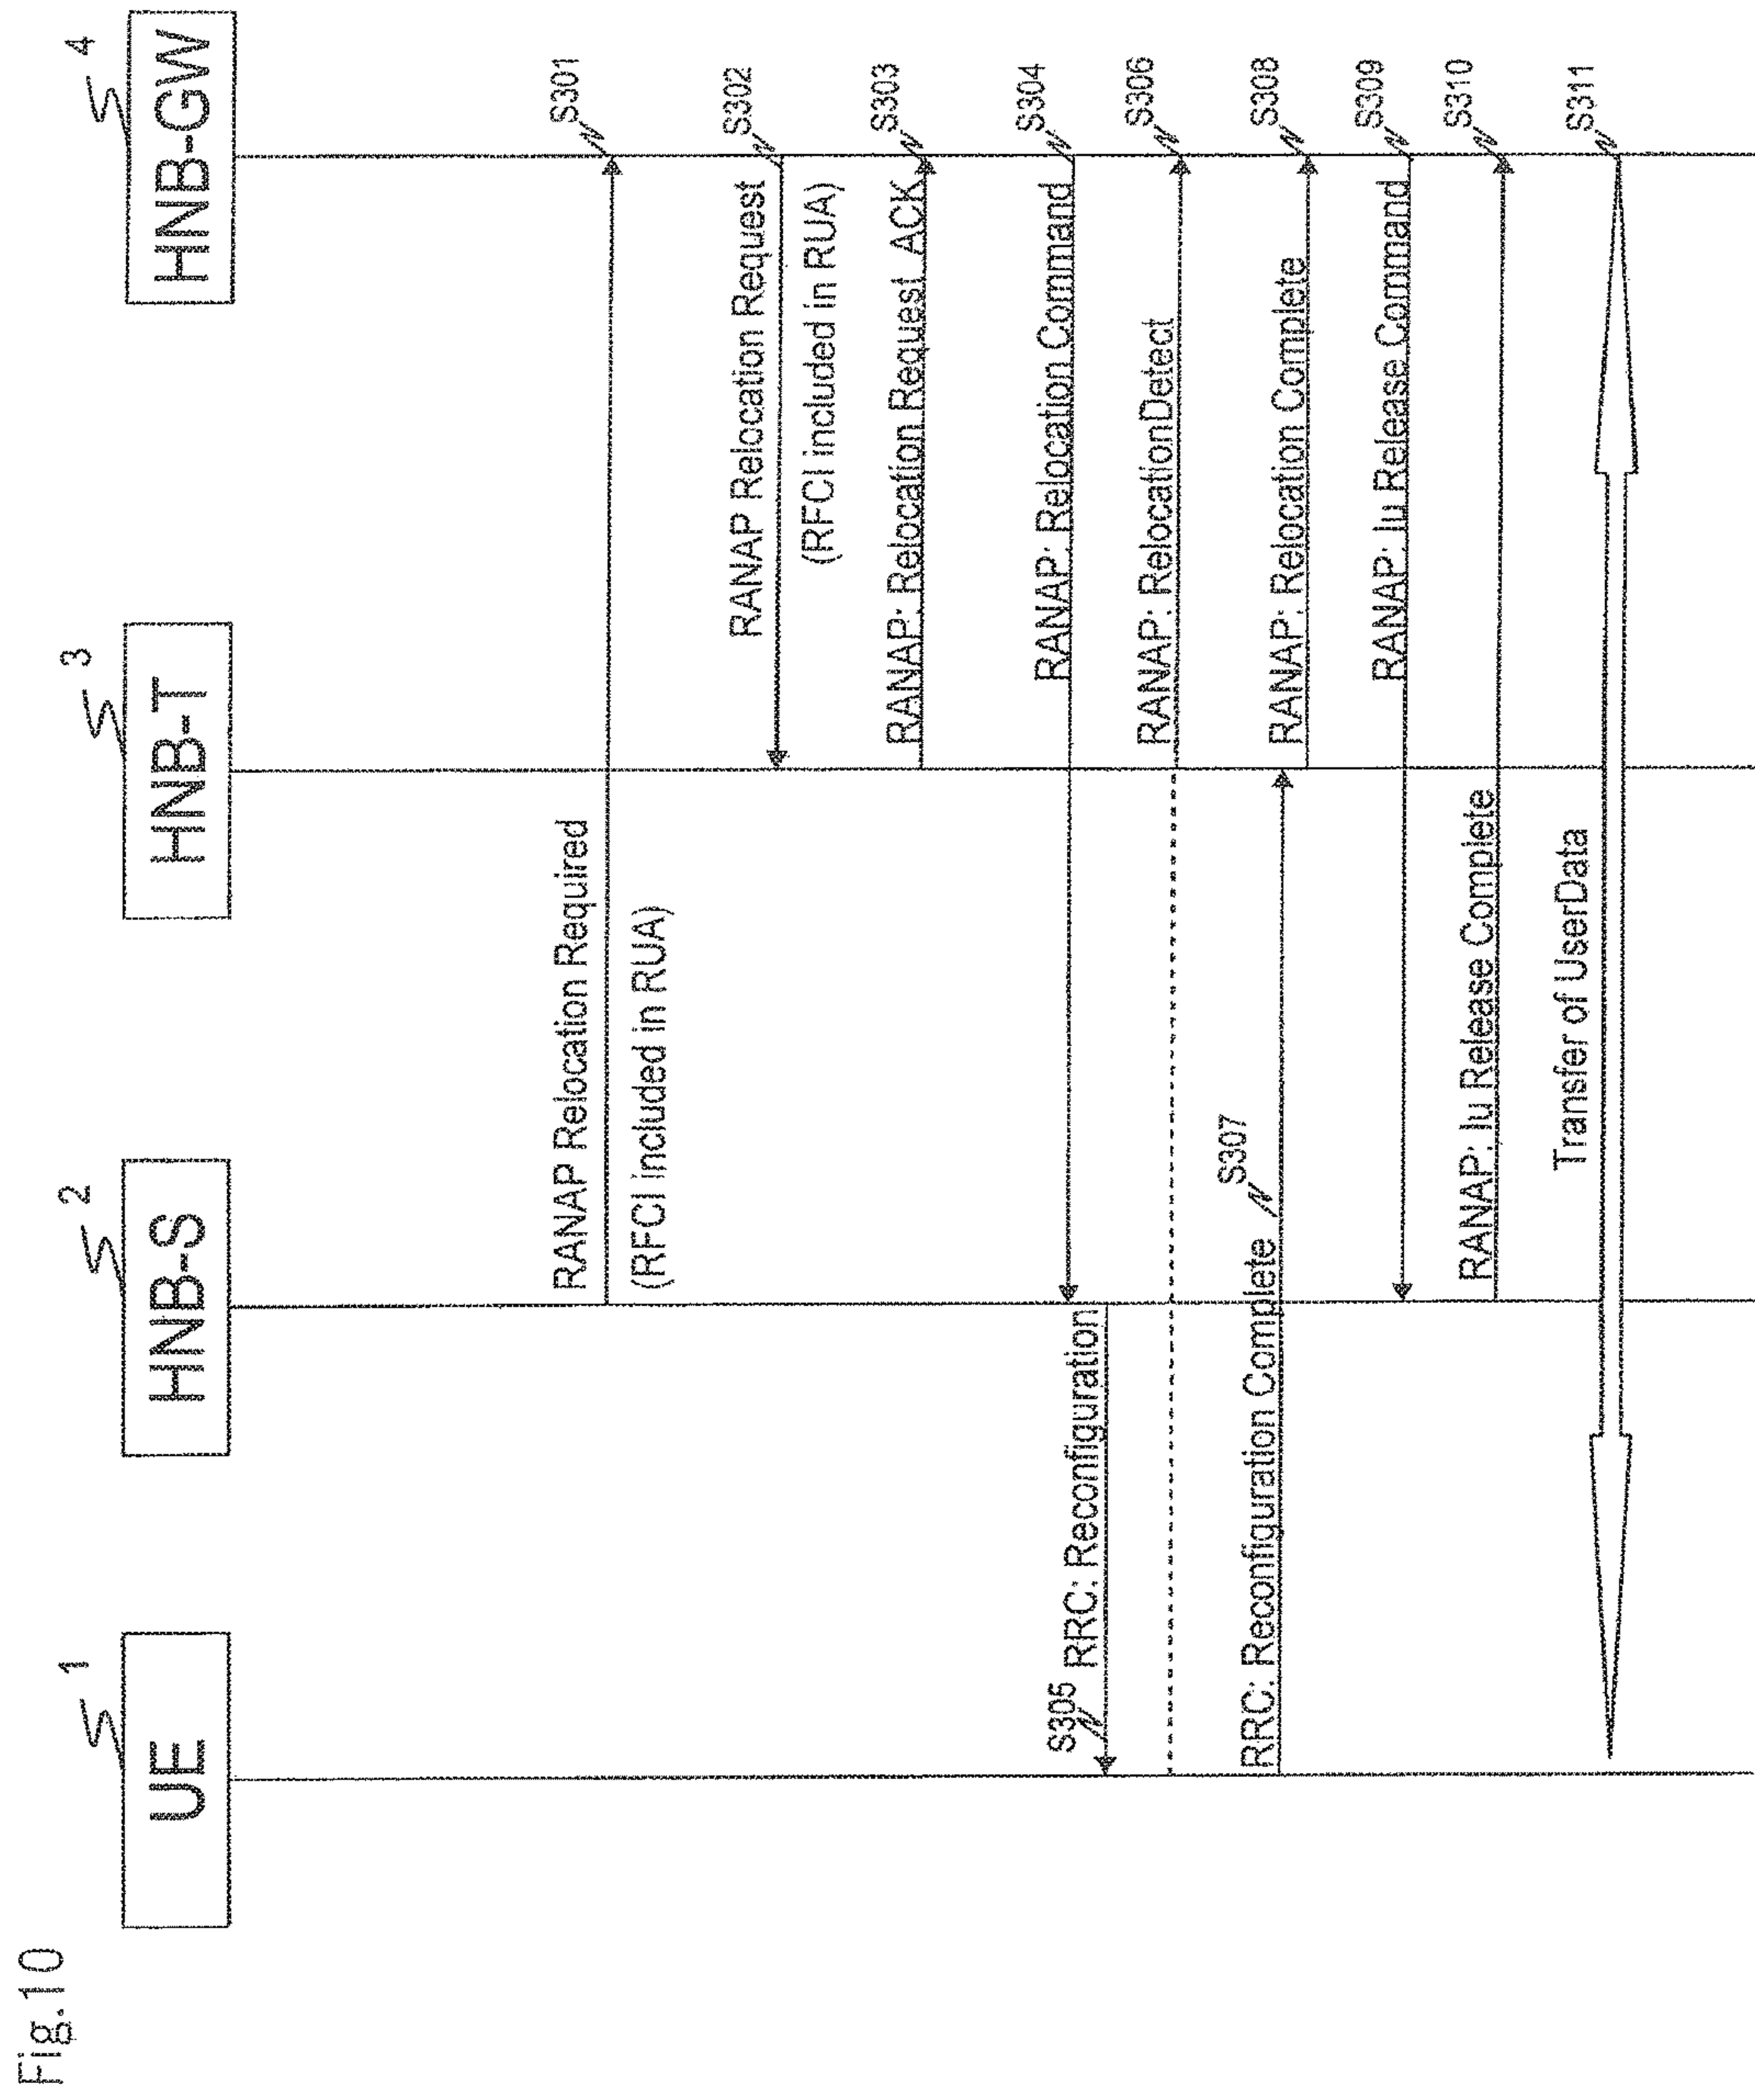 Fig.10
1
UE
2
HNB-S
3
HNB-T
4
HNB-GW
S301
RANAP Relocation Required
(RFCI included in RUA)
S302
RANAP Relocation Request
(RFCI included in RUA)
S303
RANAP: Relocation Request ACK
S304
RANAP: Relocation Command
S305
RRC: Reconfiguration
S306
RANAP: RelocationDetect
S307
RRC: Reconfiguration Complete
S308
RANAP: Relocation Complete
S309
RANAP: Iu Release Command
S310
RANAP: Iu Release Complete
S311
Transfer of UserData